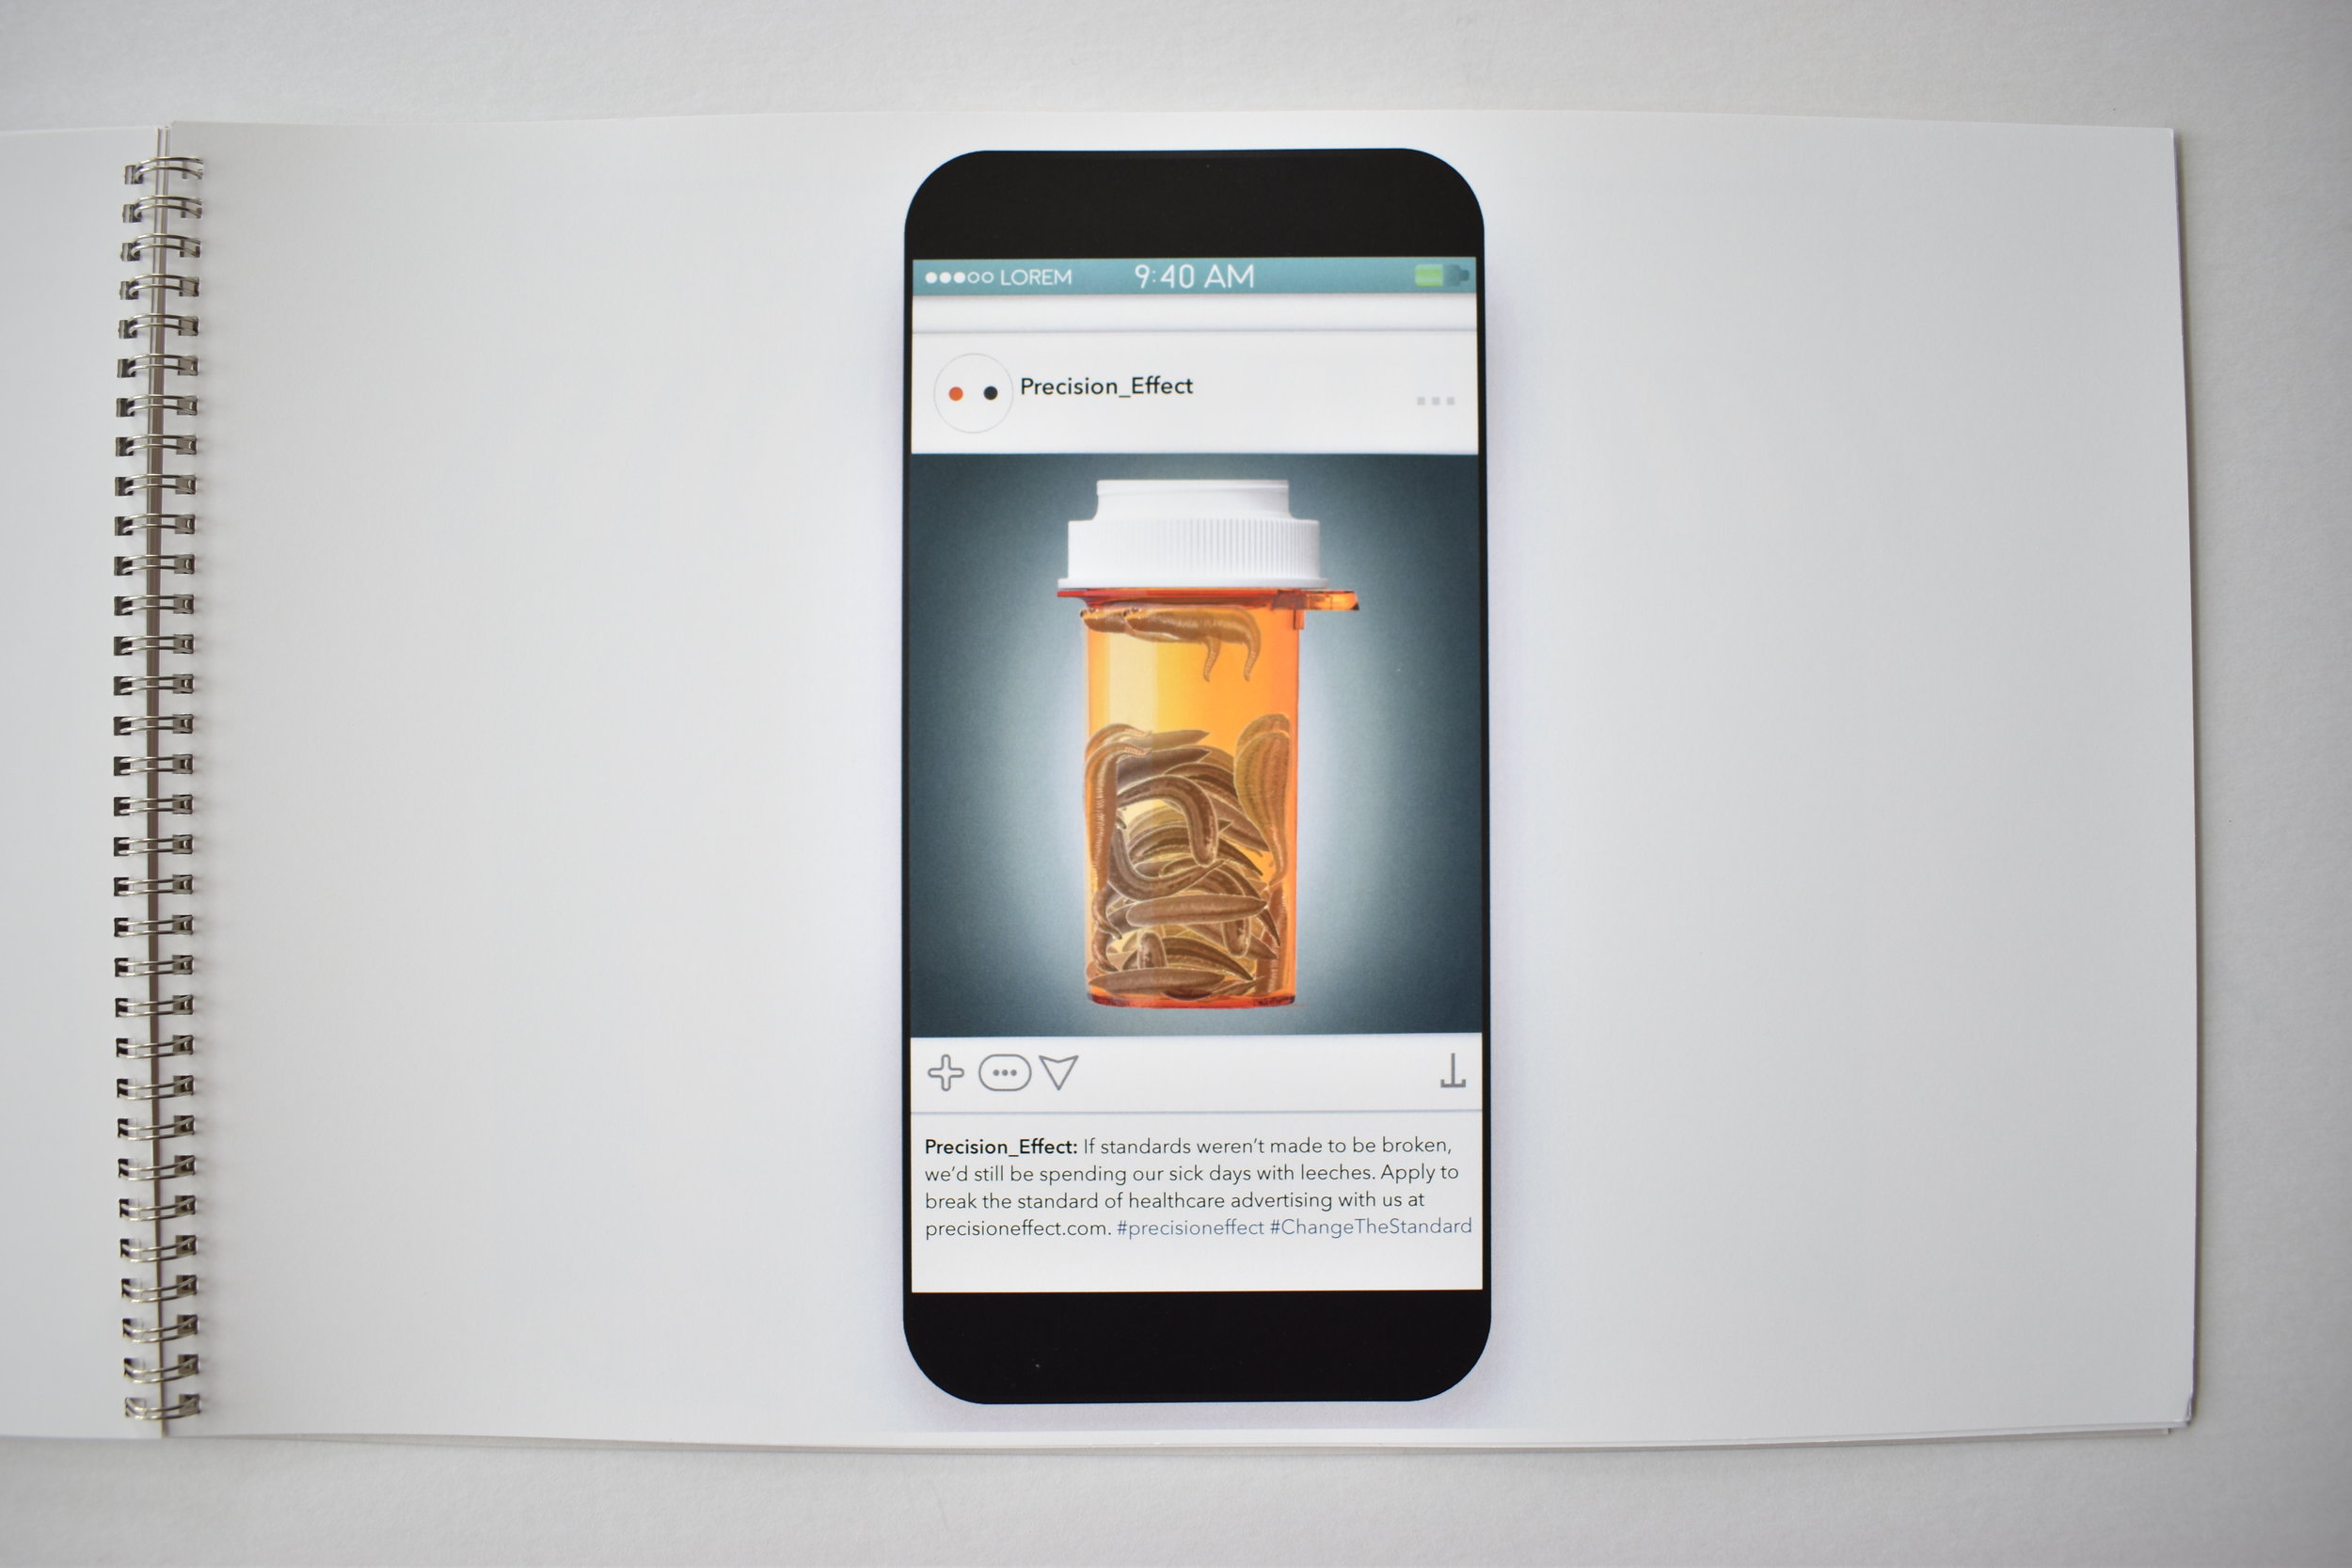 LOREM 9:40 AM
Precision_Effect
Precision_Effect: If standards weren't made to be broken,
we'd still be spending our sick days with leeches. Apply to
break the standard of healthcare advertising with us at
precisioneffect.com. #precisioneffect #ChangeTheStandard